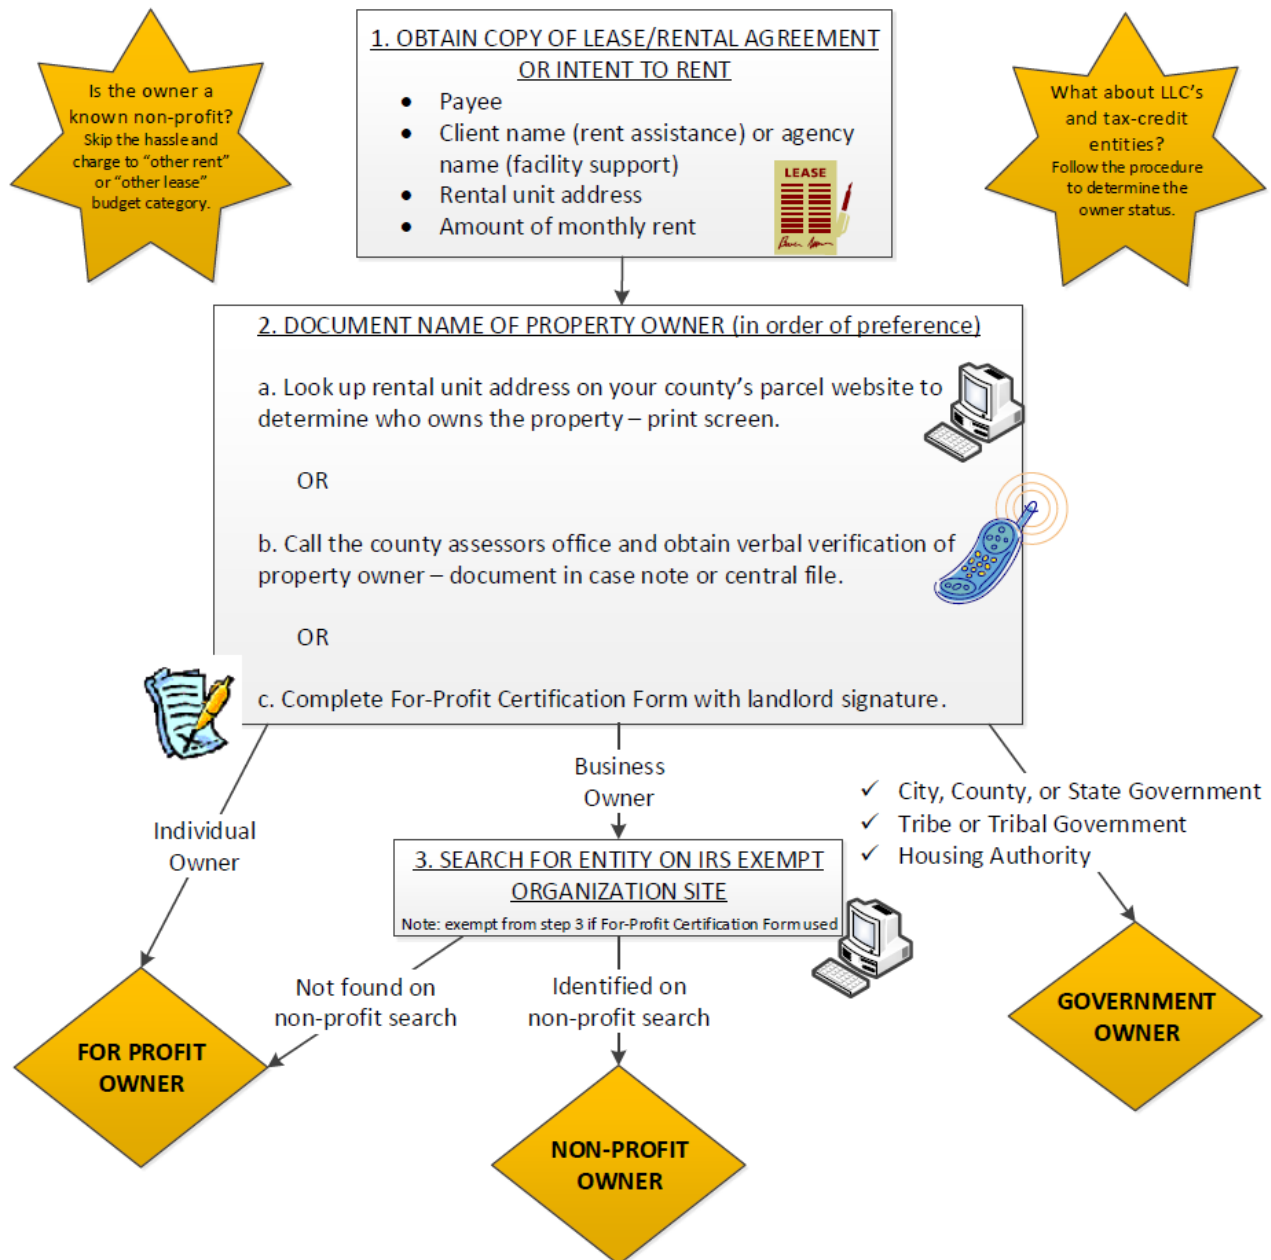 Is the owner a
known non-profit?
Skip the hassle and
charge to “other rent”
or “other lease”
budget category.
1. OBTAIN COPY OF LEASE/RENTAL AGREEMENT
OR INTENT TO RENT
• Payee
• Client name (rent assistance) or agency
name (facility support)
• Rental unit address
• Amount of monthly rent
LEASE
What about LLC’s
and tax-credit
entities?
Follow the procedure
to determine the
owner status.
2. DOCUMENT NAME OF PROPERTY OWNER (in order of preference)
a. Look up rental unit address on your county’s parcel website to
determine who owns the property – print screen.
OR
b. Call the county assessors office and obtain verbal verification of
property owner – document in case note or central file.
OR
c. Complete For-Profit Certification Form with landlord signature.
Individual
Owner
Business
Owner
✓ City, County, or State Government
✓ Tribe or Tribal Government
✓ Housing Authority
3. SEARCH FOR ENTITY ON IRS EXEMPT
ORGANIZATION SITE
Note: exempt from step 3 if For-Profit Certification Form used
Not found on
non-profit search
Identified on
non-profit search
FOR PROFIT
OWNER
NON-PROFIT
OWNER
GOVERNMENT
OWNER